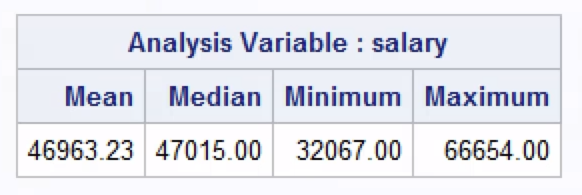 Analysis Variable : salary
Mean Median Minimum Maximum
46963.23 47015.00 32067.00 66654.00